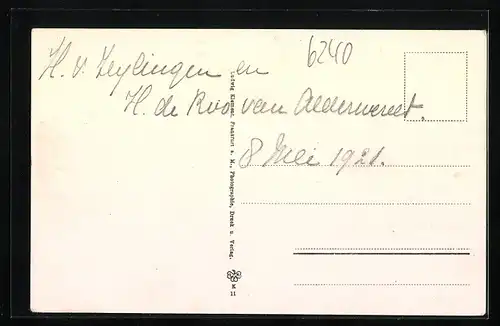 6240
H. v. Zeylingen en
H. de Roo van Alderwerelt.
8 Mei 1921.
Ludwig Klement, Frankfurt a. M., Photographie, Druck u. Verlag.
M
11